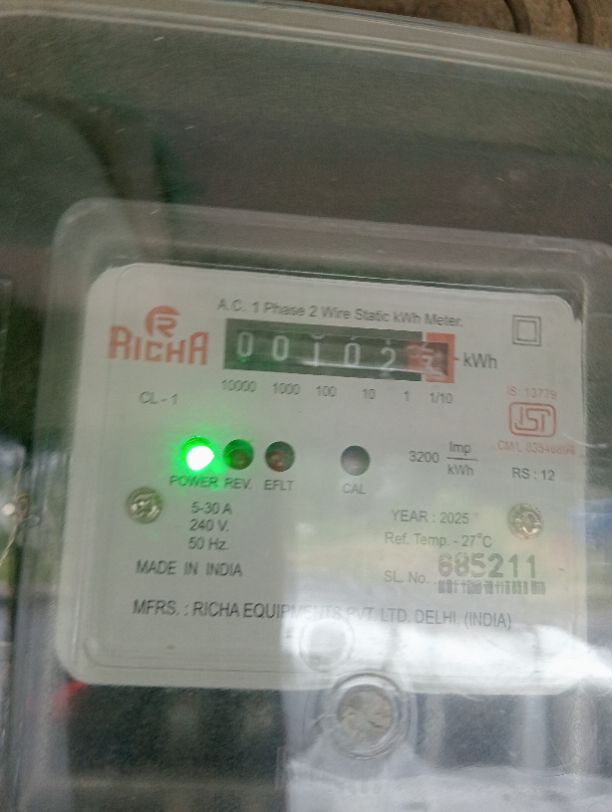 A.C. 1 Phase 2 Wire Static kWh Meter.
RICHA
00102 kWh
10000 1000 100 10 1 1/10
CL - 1
IS: 13779
ISI
CM/L
3200 Imp/kWh
RS : 12
POWER REV. EFLT CAL
5-30 A
240 V.
50 Hz.
YEAR : 2025
Ref. Temp. - 27°C
MADE IN INDIA
SL. No. 685211
MFRS. : RICHA EQUIPMENTS PVT. LTD. DELHI. (INDIA)